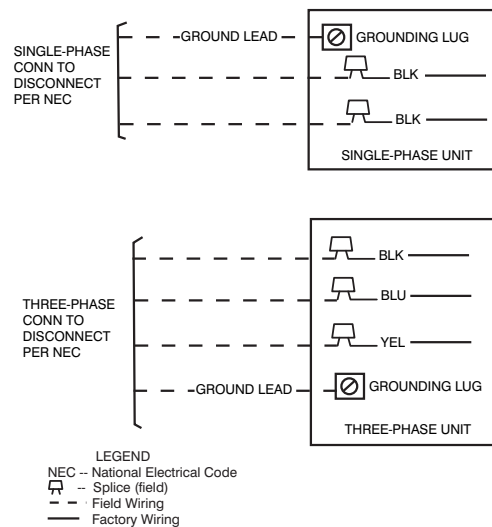 SINGLE-PHASE
CONN TO
DISCONNECT
PER NEC
GROUND LEAD
GROUNDING LUG
BLK
BLK
SINGLE-PHASE UNIT
THREE-PHASE
CONN TO
DISCONNECT
PER NEC
BLK
BLU
YEL
GROUND LEAD
GROUNDING LUG
THREE-PHASE UNIT
LEGEND
NEC -- National Electrical Code
-- Splice (field)
Field Wiring
Factory Wiring